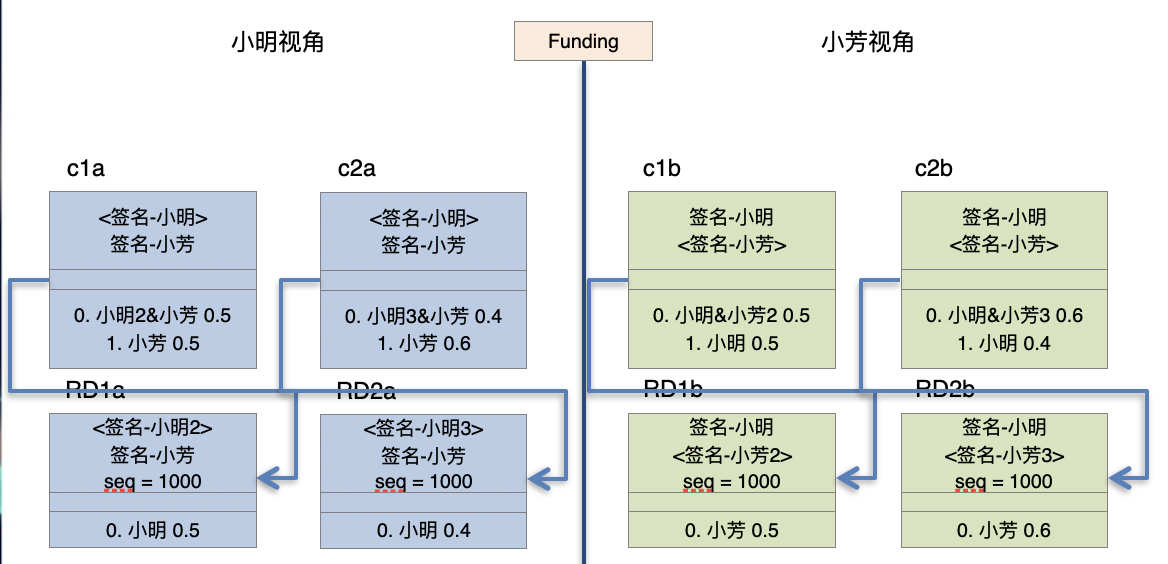 小明视角
Funding
小芳视角
c1a
c2a
c1b
c2b
<签名-小明>
签名-小芳
<签名-小明>
签名-小芳
签名-小明
<签名-小芳>
签名-小明
<签名-小芳>
0. 小明2&小芳 0.5
1. 小芳 0.5
0. 小明3&小芳 0.4
1. 小芳 0.6
0. 小明&小芳2 0.5
1. 小明 0.5
0. 小明&小芳3 0.6
1. 小明 0.4
RD1a
RD2a
RD1b
RD2b
<签名-小明2>
签名-小芳
seq = 1000
<签名-小明3>
签名-小芳
seq = 1000
签名-小明
<签名-小芳2>
seq = 1000
签名-小明
<签名-小芳3>
seq = 1000
0. 小明 0.5
0. 小明 0.4
0. 小芳 0.5
0. 小芳 0.6